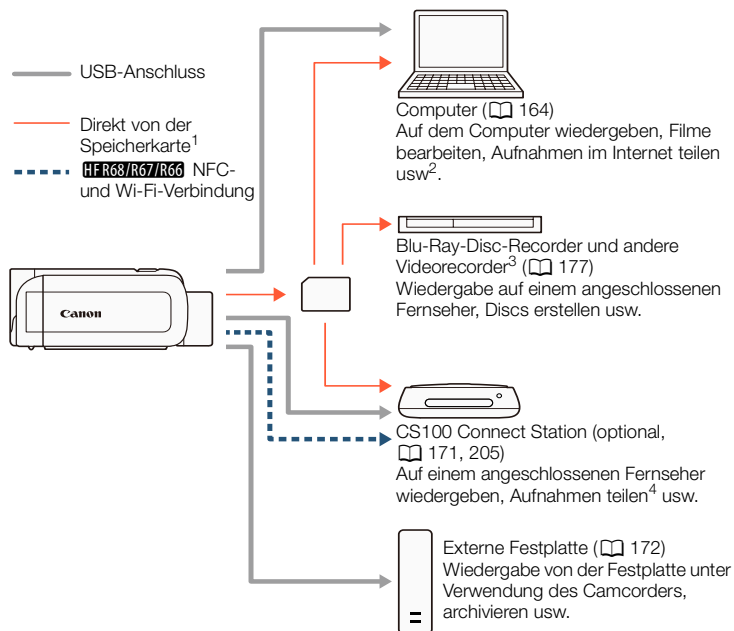 USB-Anschluss
Direkt von der
Speicherkarte1
HF R68/R67/R66 NFC-
und Wi-Fi-Verbindung
Canon
Computer (164)
Auf dem Computer wiedergeben, Filme
bearbeiten, Aufnahmen im Internet teilen
usw2.
Blu-Ray-Disc-Recorder und andere
Videorecorder3 (177)
Wiedergabe auf einem angeschlossenen
Fernseher, Discs erstellen usw.
CS100 Connect Station (optional,
171, 205)
Auf einem angeschlossenen Fernseher
wiedergeben, Aufnahmen teilen4 usw.
Externe Festplatte (172)
Wiedergabe von der Festplatte unter
Verwendung des Camcorders,
archivieren usw.